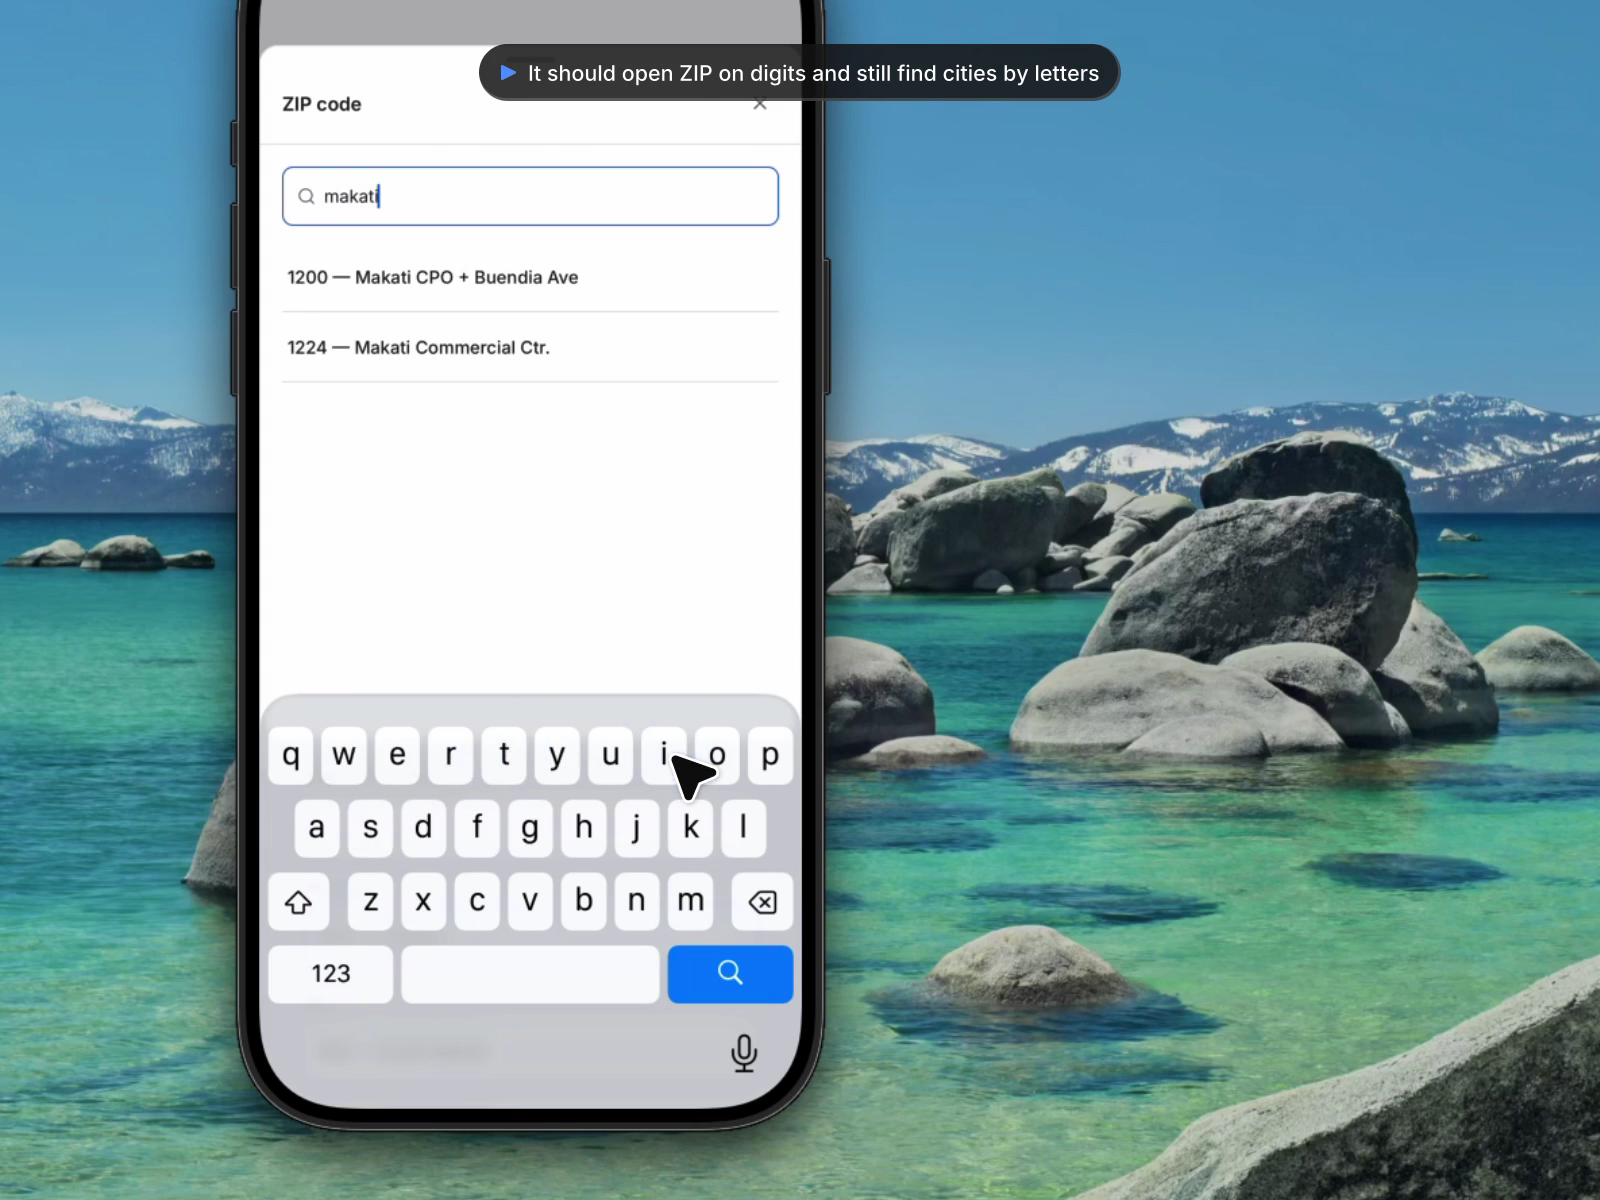 It should open ZIP on digits and still find cities by letters
ZIP code
makati
1200 — Makati CPO + Buendia Ave
1224 — Makati Commercial Ctr.
q w e r t y u i o p
a s d f g h j k l
z x c v b n m
123